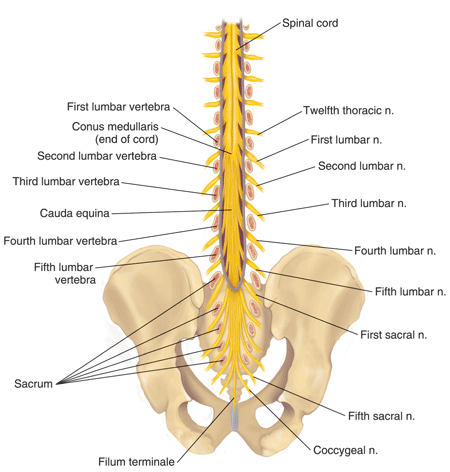 Spinal cord
First lumbar vertebra
Twelfth thoracic n.
Conus medullaris
(end of cord)
First lumbar n.
Second lumbar vertebra
Second lumbar n.
Third lumbar vertebra
Third lumbar n.
Cauda equina
Fourth lumbar vertebra
Fourth lumbar n.
Fifth lumbar
vertebra
Fifth lumbar n.
First sacral n.
Sacrum
Fifth sacral n.
Coccygeal n.
Filum terminale